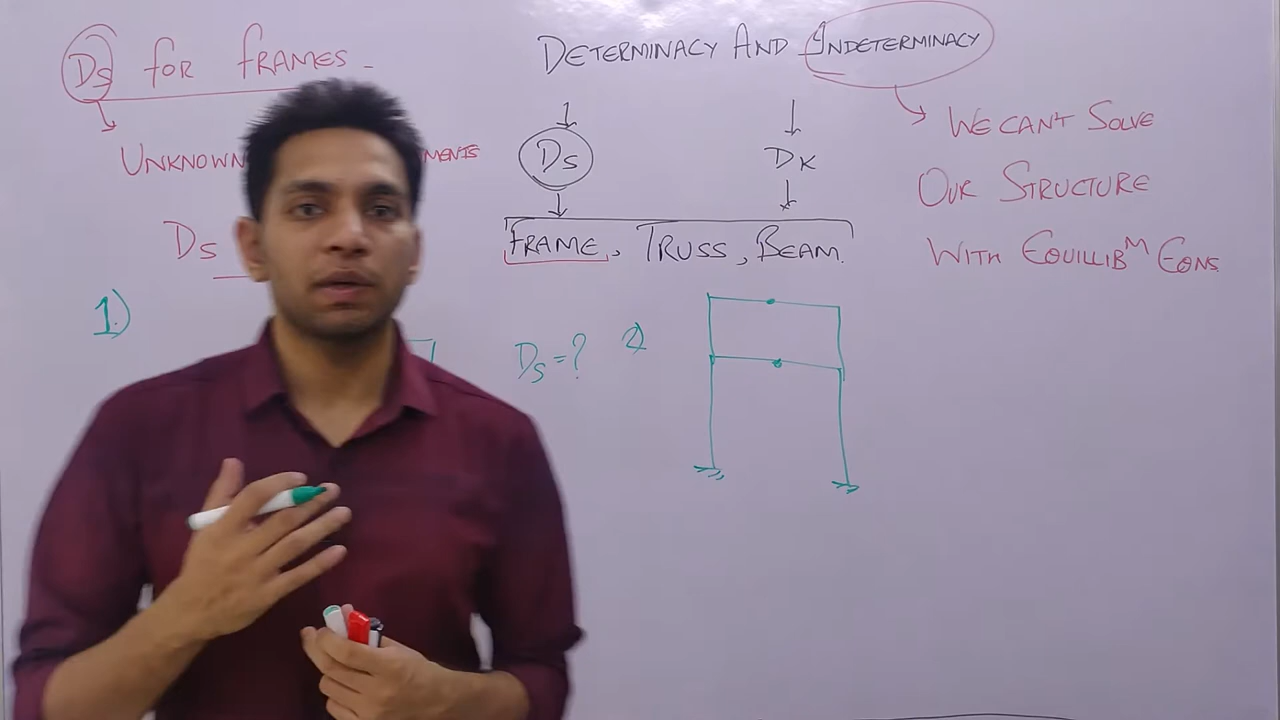 Ds for FRAMES -
UNKNOWN MENTS
Ds
1.)
DETERMINACY AND INDETERMINACY
Ds DK
FRAME, TRUSS, BEAM.
Ds = ? 2)
WE CAN'T SOLVE
OUR STRUCTURE
WITH EQUILLIBM EQNS.